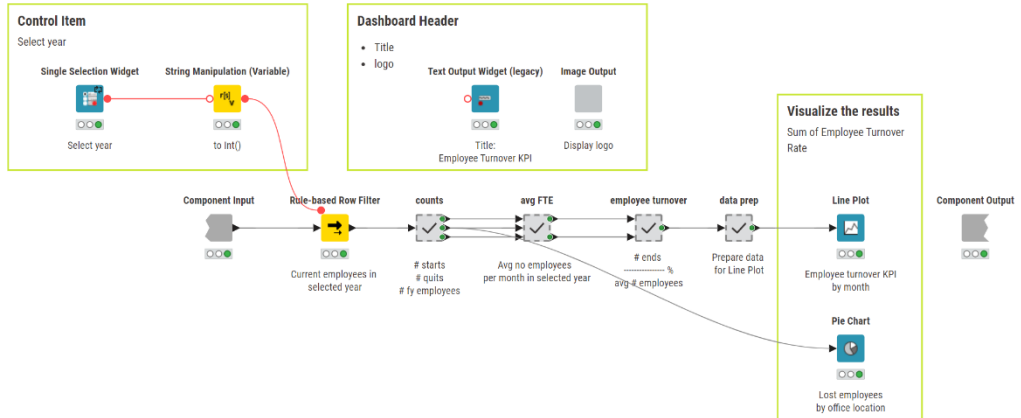 Control Item
Select year
Single Selection Widget
String Manipulation (Variable)
Select year
to Int()
Dashboard Header
• Title
• logo
Text Output Widget (legacy)
Image Output
Title:
Employee Turnover KPI
Display logo
Visualize the results
Sum of Employee Turnover
Rate
Component Input
Rule-based Row Filter
counts
avg FTE
employee turnover
data prep
Line Plot
Component Output
Current employees in
selected year
# starts
# quits
# fy employees
Avg no employees
per month in selected year
# ends
--------------- %
avg # employees
Prepare data
for Line Plot
Employee turnover KPI
by month
Pie Chart
Lost employees
by office location